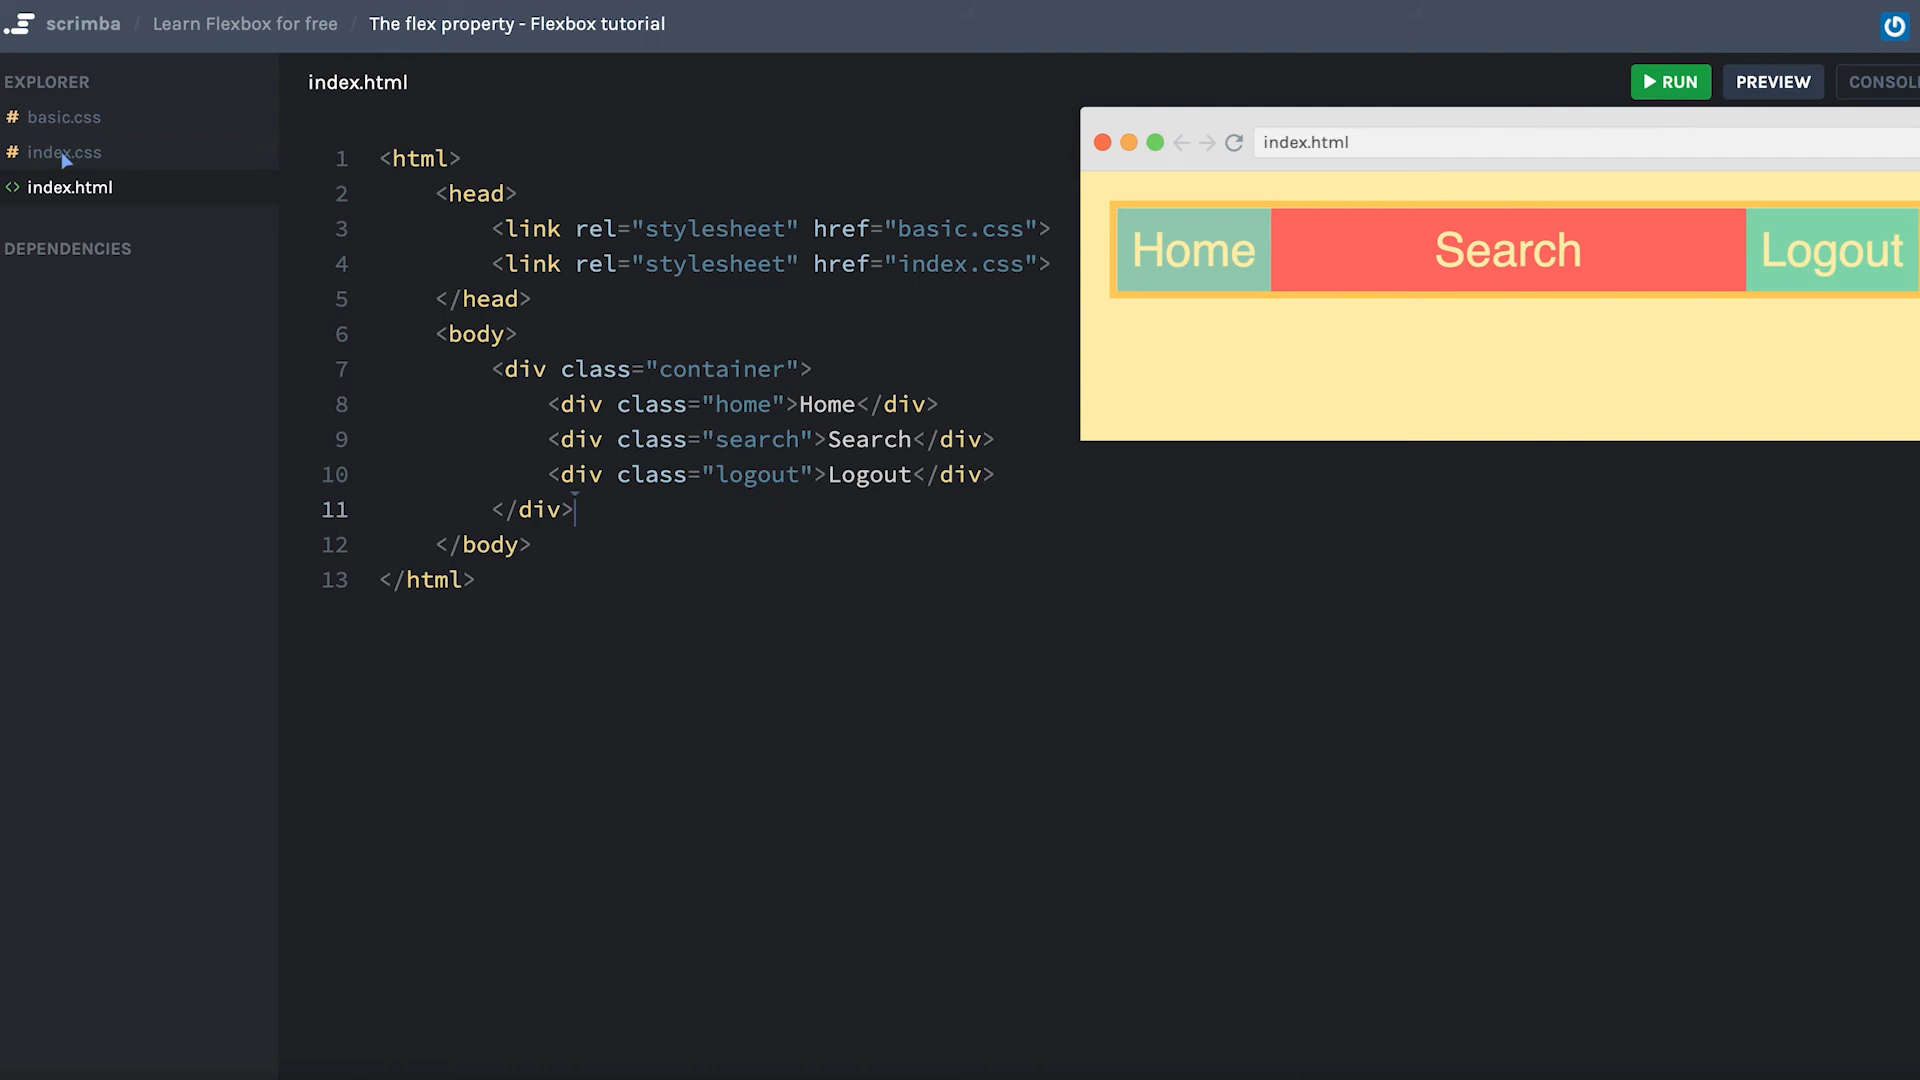 scrimba / Learn Flexbox for free / The flex property - Flexbox tutorial
EXPLORER
# basic.css
# index.css
<> index.html
DEPENDENCIES
index.html
RUN PREVIEW CONSOL
1 <html>
2 <head>
3 <link rel="stylesheet" href="basic.css">
4 <link rel="stylesheet" href="index.css">
5 </head>
6 <body>
7 <div class="container">
8 <div class="home">Home</div>
9 <div class="search">Search</div>
10 <div class="logout">Logout</div>
11 </div>
12 </body>
13 </html>
index.html
Home Search Logout